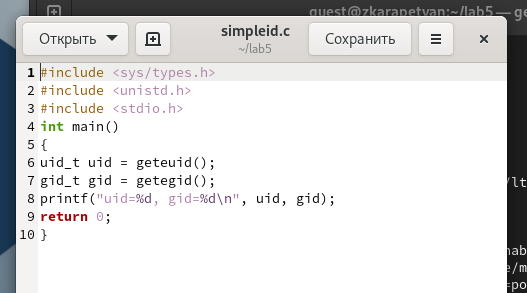 guest@zkarapetyan:~/lab5 — ge
Открыть
simpleid.c
~/lab5
Сохранить
1 #include <sys/types.h>
2 #include <unistd.h>
3 #include <stdio.h>
4 int main()
5 {
6 uid_t uid = geteuid();
7 gid_t gid = getegid();
8 printf("uid=%d, gid=%d\n", uid, gid);
9 return 0;
10 }
/lt
nab
e/m
=po